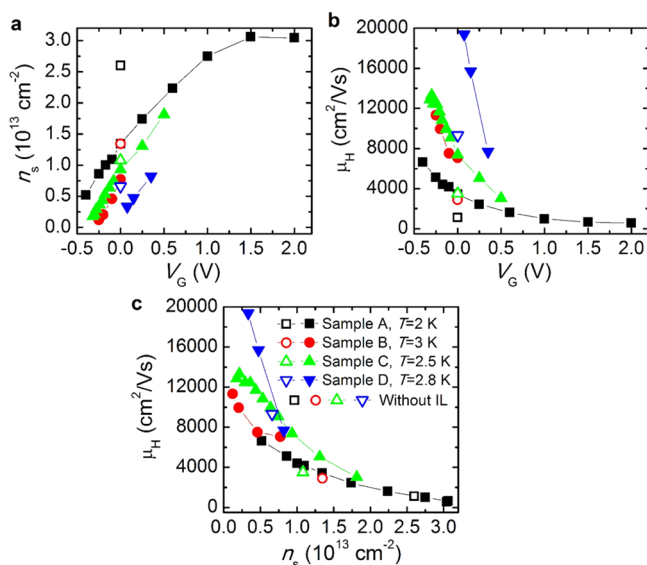 a
3.0
2.5
2.0
1.5
1.0
0.5
0.0
n_s (10^13 cm^-2)
-0.5 0.0 0.5 1.0 1.5 2.0
V_G (V)
b
20000
16000
12000
8000
4000
0
μ_H (cm^2/Vs)
-0.5 0.0 0.5 1.0 1.5 2.0
V_G (V)
c
20000
16000
12000
8000
4000
0
μ_H (cm^2/Vs)
Sample A, T=2 K
Sample B, T=3 K
Sample C, T=2.5 K
Sample D, T=2.8 K
Without IL
0.0 0.5 1.0 1.5 2.0 2.5 3.0
n_s (10^13 cm^-2)